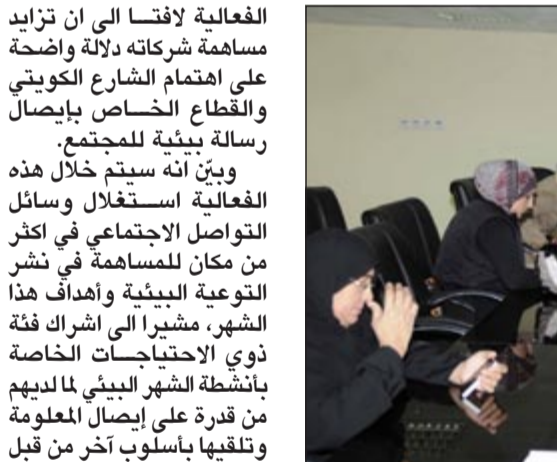 الفعالية لافتا الى ان تزايد
مساهمة شركاته دلالة واضحة
على اهتمام الشارع الكويتي
والقطاع الخاص بإيصال
رسالة بيئية للمجتمع.
وبيّن انه سيتم خلال هذه
الفعالية استغلال وسائل
التواصل الاجتماعي في اكثر
من مكان للمساهمة في نشر
التوعية البيئية وأهداف هذا
الشهر، مشيرا الى اشراك فئة
ذوي الاحتياجات الخاصة
بأنشطة الشهر البيئي لما لديهم
من قدرة على إيصال المعلومة
وتلقيها بأسلوب آخر من قبل